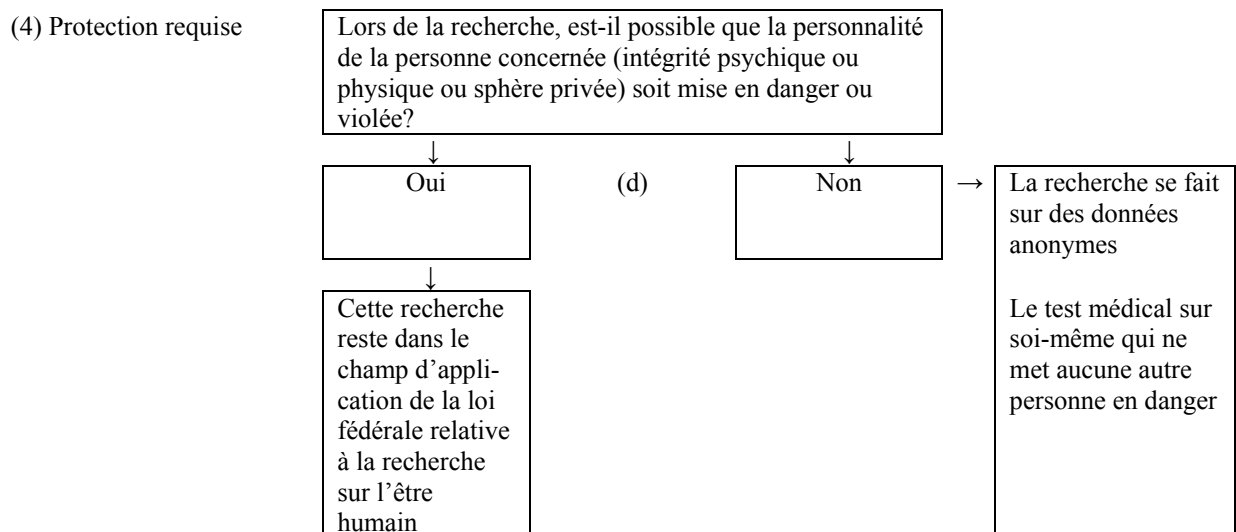 (4) Protection requise
Lors de la recherche, est-il possible que la personnalité
de la personne concernée (intégrité psychique ou
physique ou sphère privée) soit mise en danger ou
violée?
↓ ↓
Oui (d) Non → La recherche se fait
sur des données
anonymes
Le test médical sur
soi-même qui ne
met aucune autre
personne en danger
↓
Cette recherche
reste dans le
champ d’appli-
cation de la loi
fédérale relative
à la recherche
sur l’être
humain